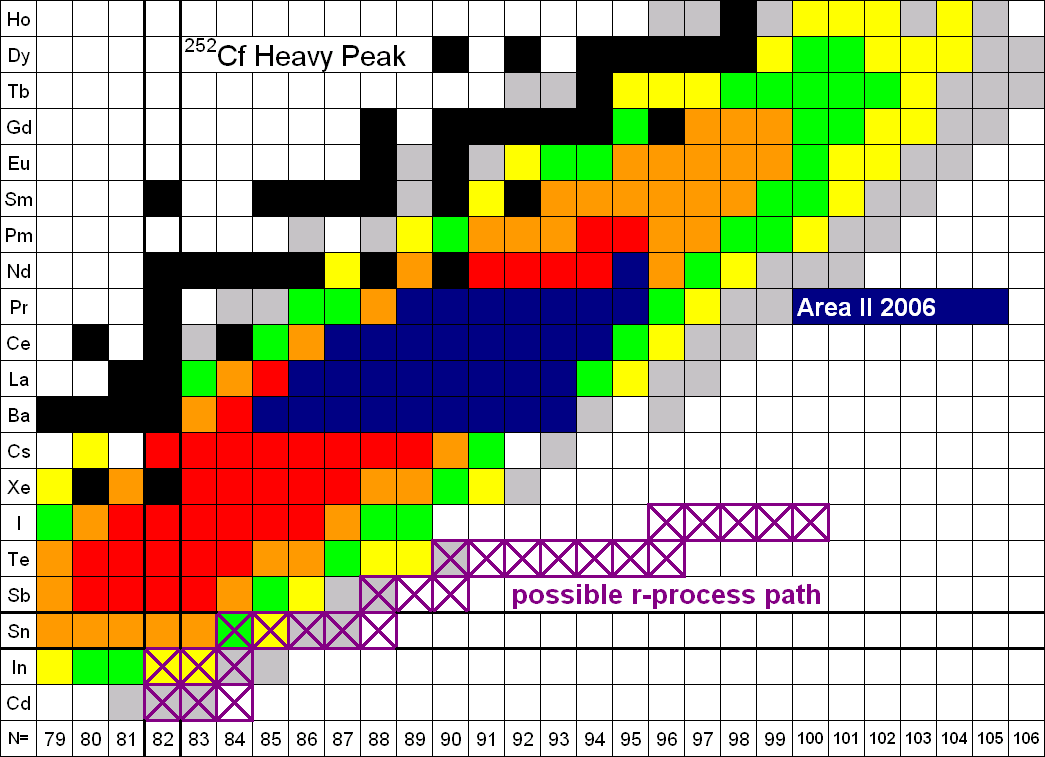 Ho
252Cf Heavy Peak
Dy
Tb
Gd
Eu
Sm
Pm
Nd
Pr
Area II 2006
Ce
La
Ba
Cs
Xe
I
Te
Sb
possible r-process path
Sn
In
Cd
N= 79 80 81 82 83 84 85 86 87 88 89 90 91 92 93 94 95 96 97 98 99 100 101 102 103 104 105 106